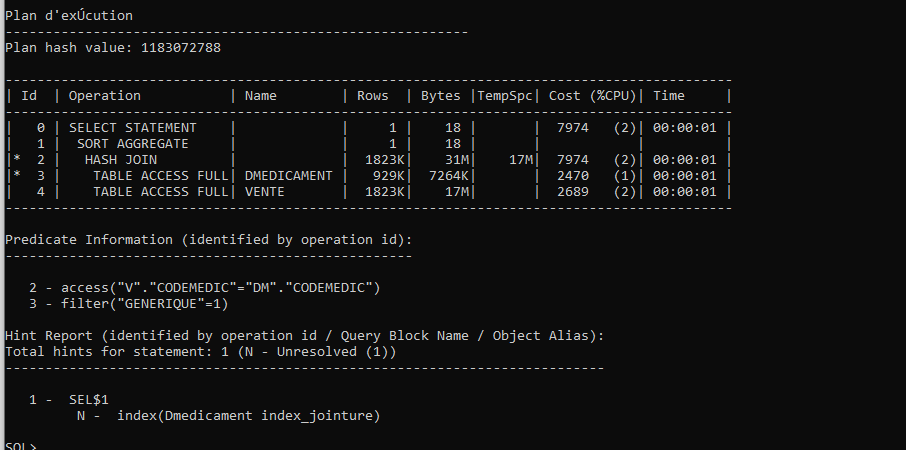 Plan d'exÚcution
----------------------------------------------------------
Plan hash value: 1183072788

-------------------------------------------------------------------------------------------
| Id  | Operation           | Name        | Rows  | Bytes |TempSpc| Cost (%CPU)| Time     |
-------------------------------------------------------------------------------------------
|   0 | SELECT STATEMENT    |             |     1 |    18 |       |  7974   (2)| 00:00:01 |
|   1 |  SORT AGGREGATE     |             |     1 |    18 |       |            |          |
|*  2 |   HASH JOIN         |             |  1823K|    31M|    17M|  7974   (2)| 00:00:01 |
|*  3 |    TABLE ACCESS FULL| DMEDICAMENT |   929K|  7264K|       |  2470   (1)| 00:00:01 |
|   4 |    TABLE ACCESS FULL| VENTE       |  1823K|    17M|       |  2689   (2)| 00:00:01 |
-------------------------------------------------------------------------------------------

Predicate Information (identified by operation id):
---------------------------------------------------

   2 - access("V"."CODEMEDIC"="DM"."CODEMEDIC")
   3 - filter("GENERIQUE"=1)

Hint Report (identified by operation id / Query Block Name / Object Alias):
Total hints for statement: 1 (N - Unresolved (1))
---------------------------------------------------------------------------

   1 -  SEL$1
         N -  index(Dmedicament index_jointure)

SQL>